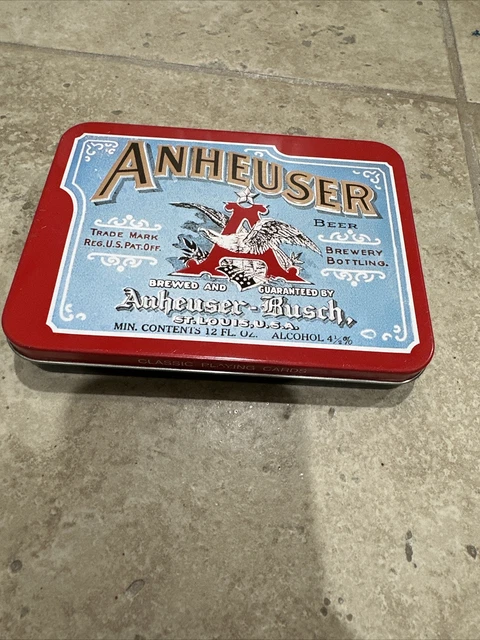 ANHEUSER
BEER
TRADE MARK
REG.U.S.PAT.OFF.
BREWERY
BOTTLING.
A
BREWED AND GUARANTEED BY
Anheuser-Busch,
ST. LOUIS, U.S.A.
MIN. CONTENTS 12 FL. OZ. ALCOHOL 4½%
CLASSIC PLAYING CARDS